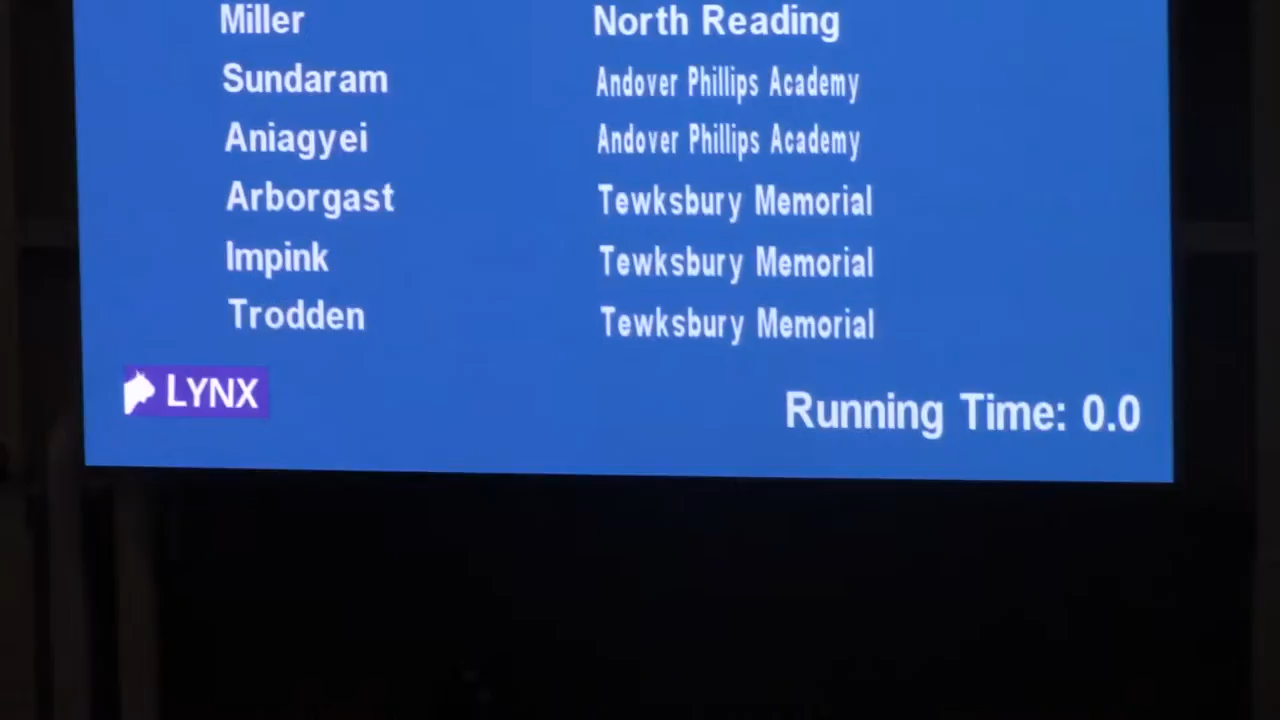 Miller North Reading
Sundaram Andover Phillips Academy
Aniagyei Andover Phillips Academy
Arborgast Tewksbury Memorial
Impink Tewksbury Memorial
Trodden Tewksbury Memorial
LYNX
Running Time: 0.0